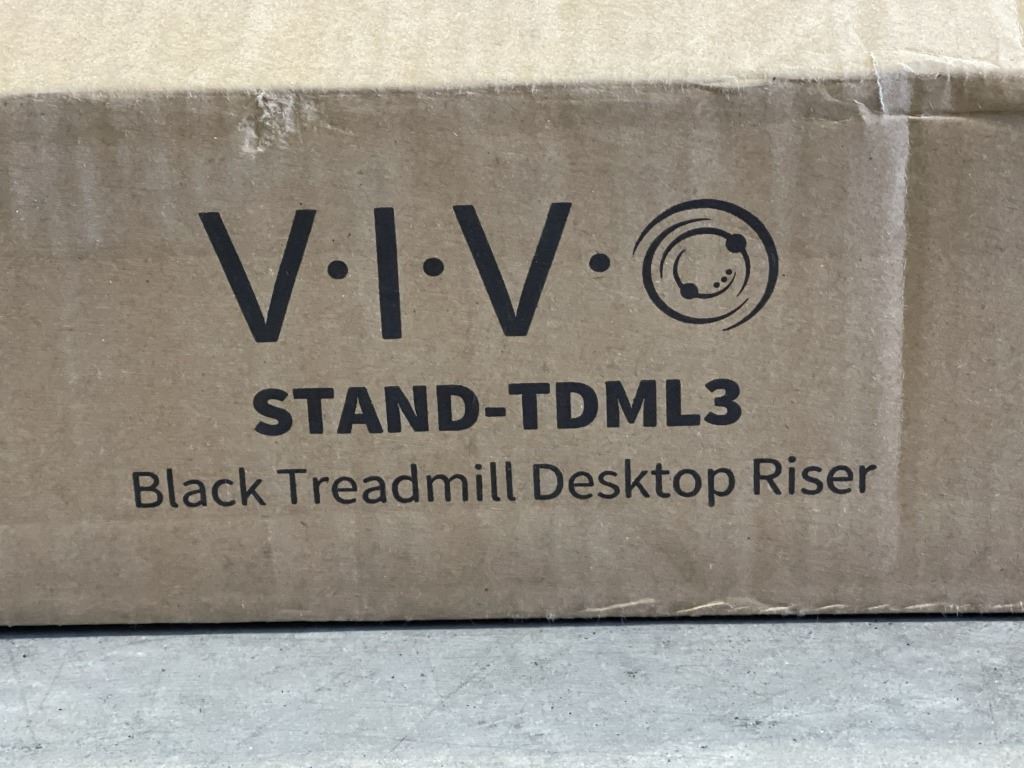 V·I·V·O
STAND-TDML3
Black Treadmill Desktop Riser